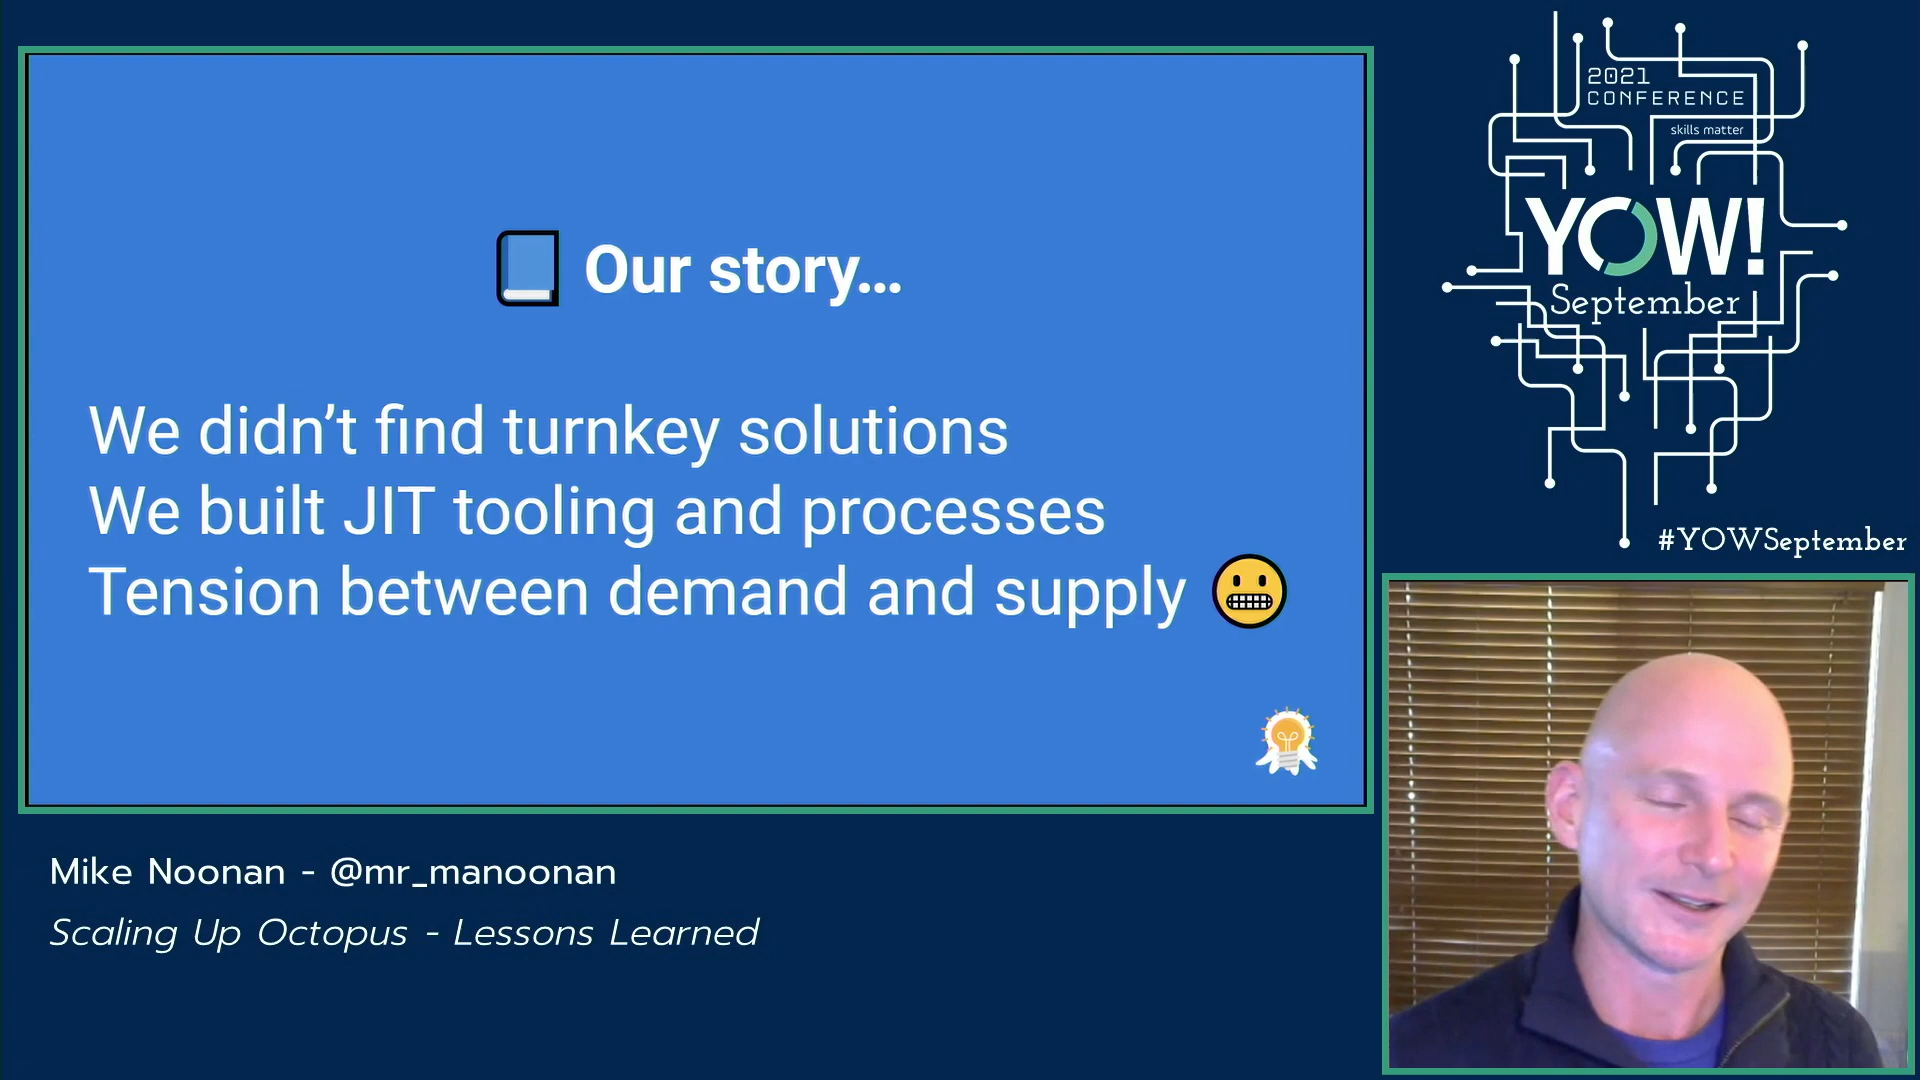 Our story...
We didn’t find turnkey solutions
We built JIT tooling and processes
Tension between demand and supply
2021
CONFERENCE
skills matter
YOW!
September
#YOWSeptember
Mike Noonan - @mr_manoonan
Scaling Up Octopus - Lessons Learned